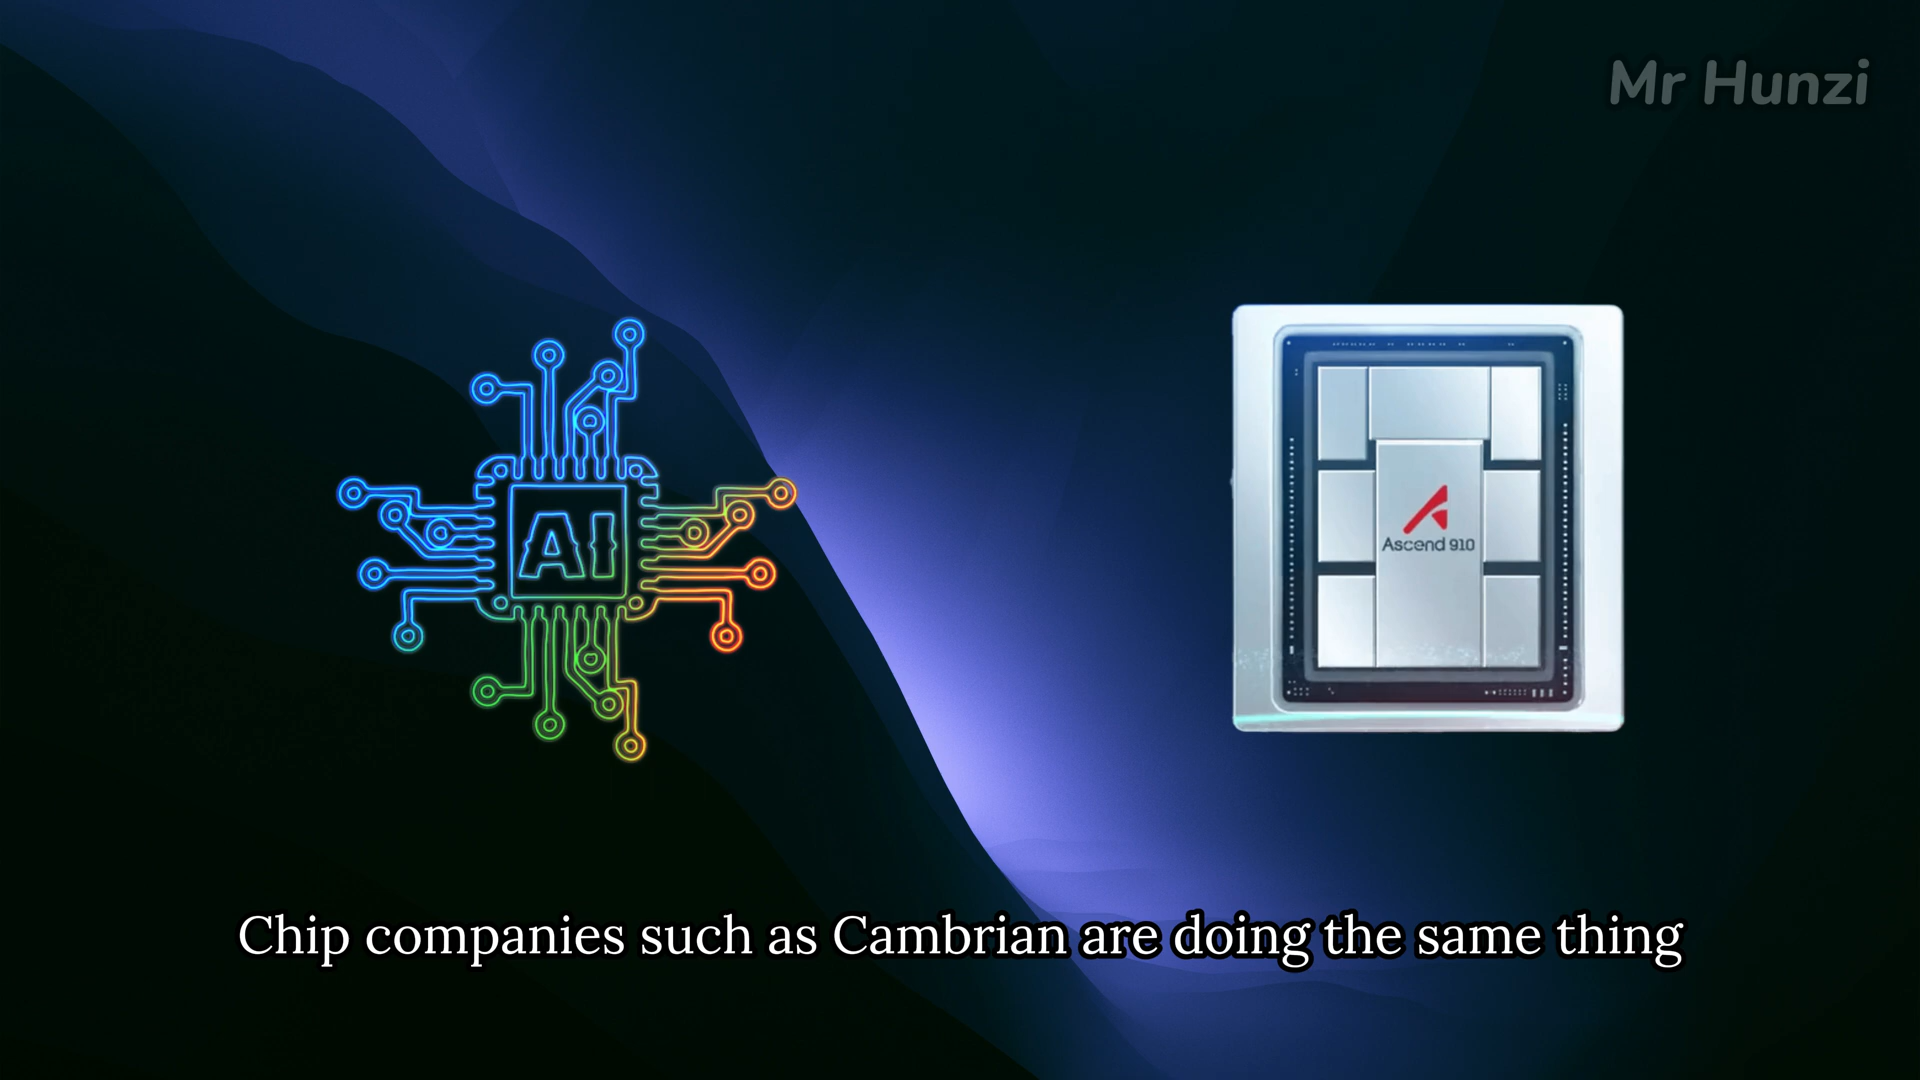 Mr Hunzi
AI
Ascend 910
Chip companies such as Cambrian are doing the same thing